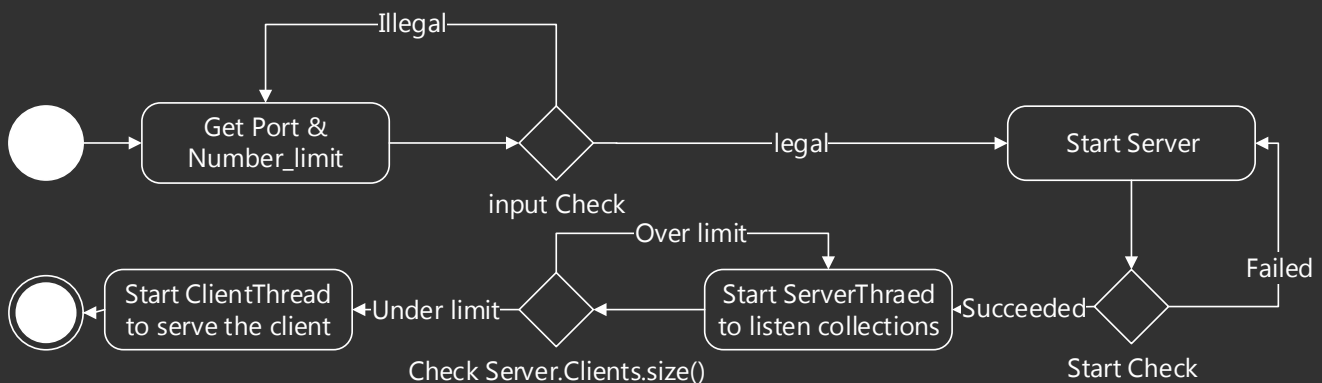 Illegal
Get Port &
Number_limit
legal
Start Server
input Check
Over limit
Failed
Start ClientThread
to serve the client
Under limit
Start ServerThraed
to listen collections
Succeeded
Check Server.Clients.size()
Start Check